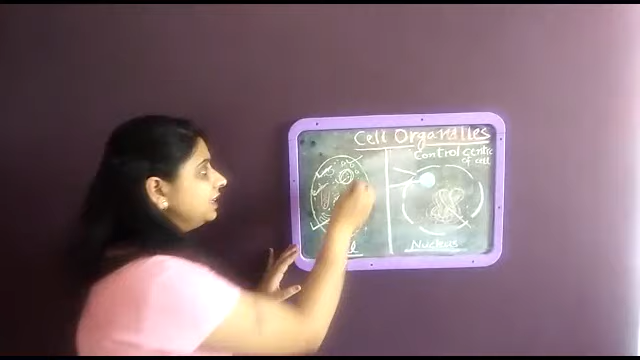 Cell Organelles
Control centre
of cell
Nucleus